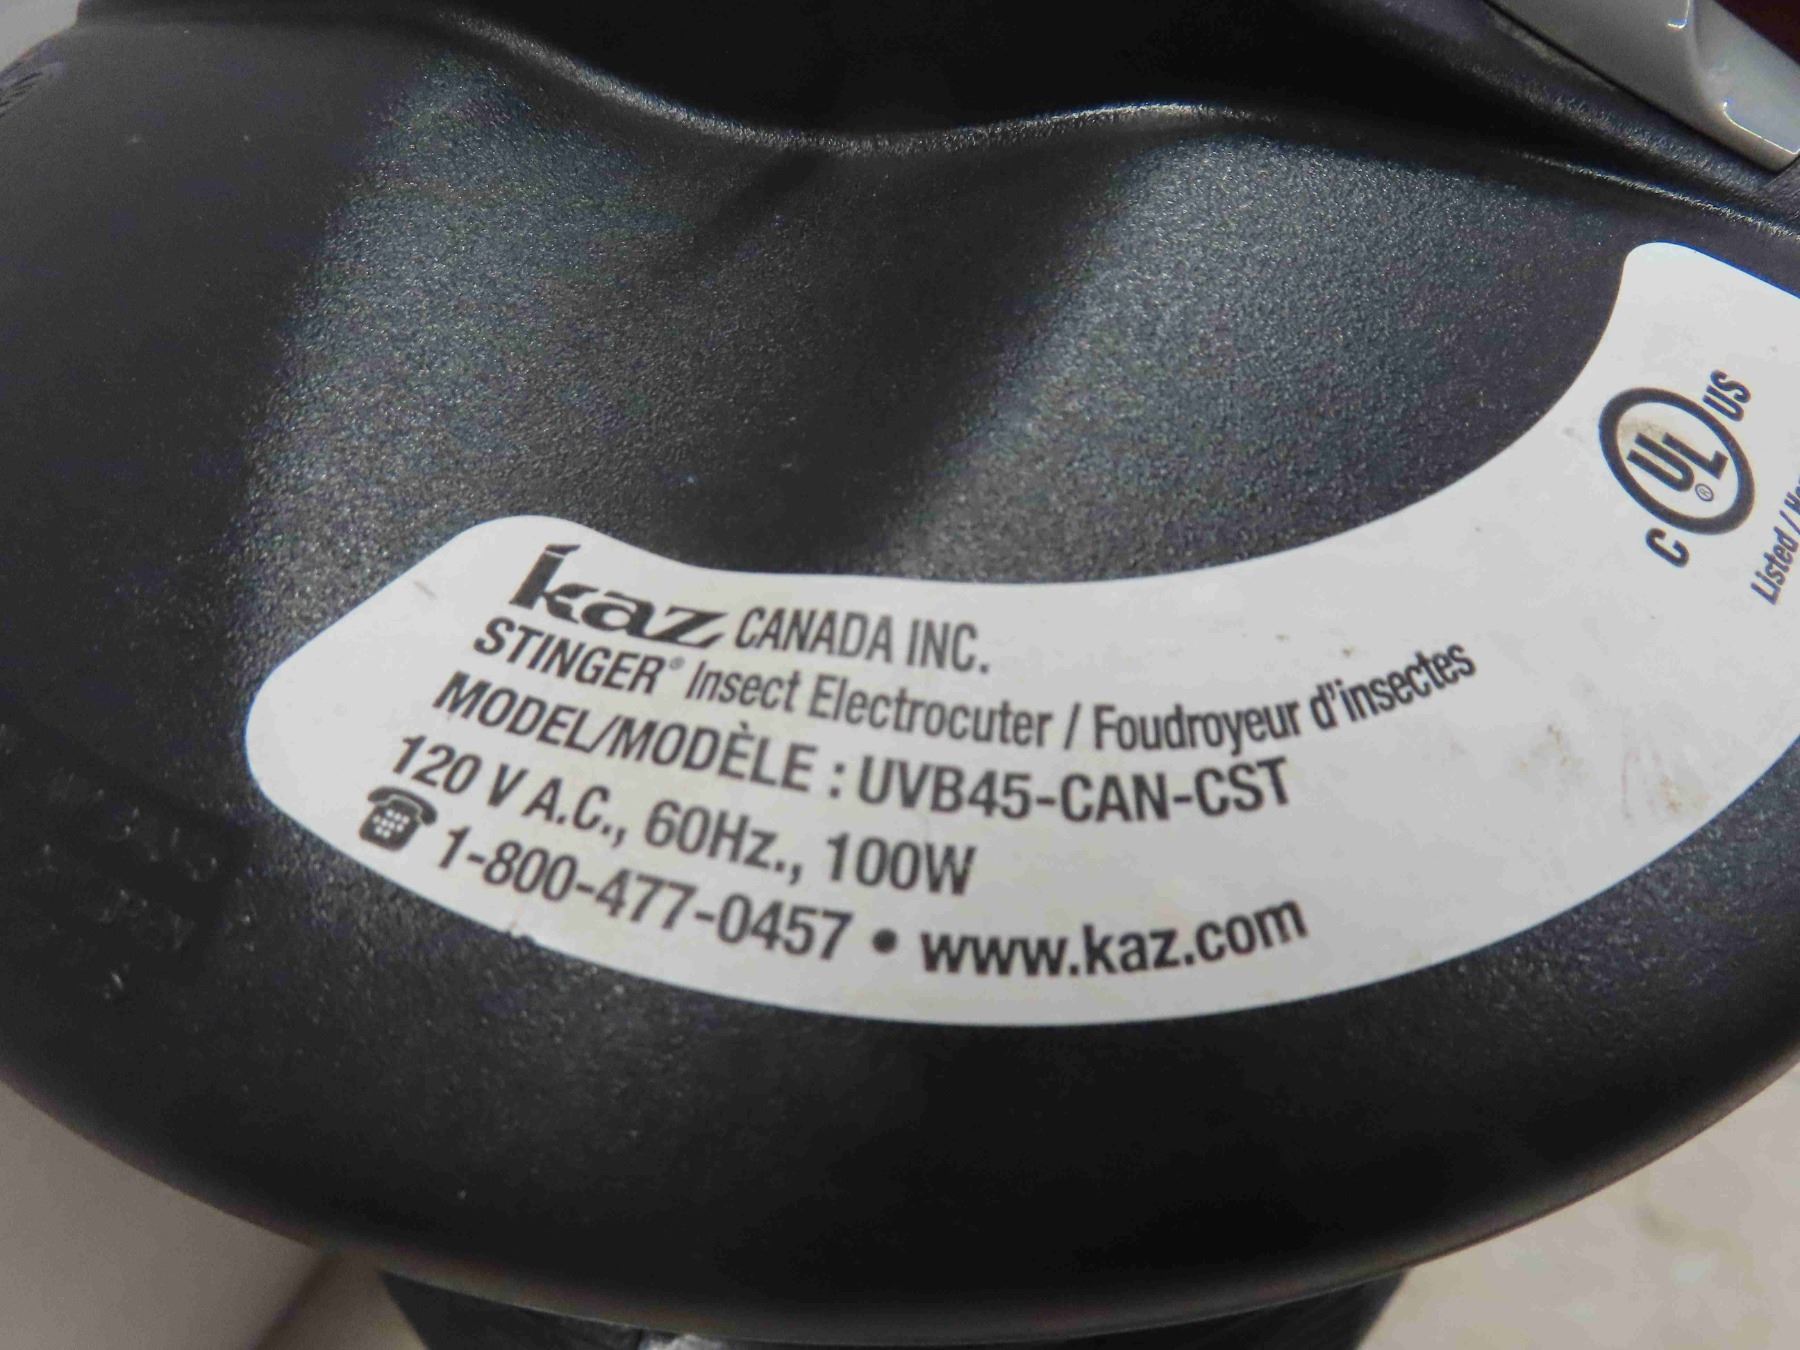 kaz CANADA INC.
STINGER® Insect Electrocuter / Foudroyeur d'insectes
MODEL/MODÈLE : UVB45-CAN-CST
120 V A.C., 60Hz., 100W
☎ 1-800-477-0457 • www.kaz.com
C UL® US
Listed /